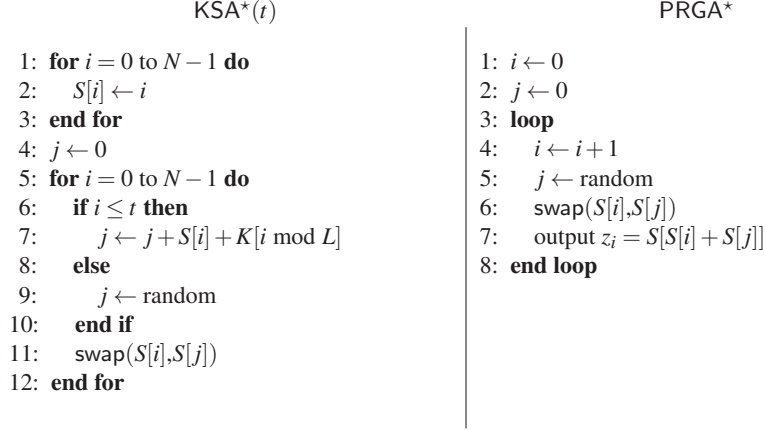 KSA⋆(t)
1: for i = 0 to N − 1 do
2: S[i] ← i
3: end for
4: j ← 0
5: for i = 0 to N − 1 do
6: if i ≤ t then
7: j ← j + S[i] + K[i mod L]
8: else
9: j ← random
10: end if
11: swap(S[i],S[j])
12: end for
PRGA⋆
1: i ← 0
2: j ← 0
3: loop
4: i ← i + 1
5: j ← random
6: swap(S[i],S[j])
7: output zᵢ = S[S[i] + S[j]]
8: end loop